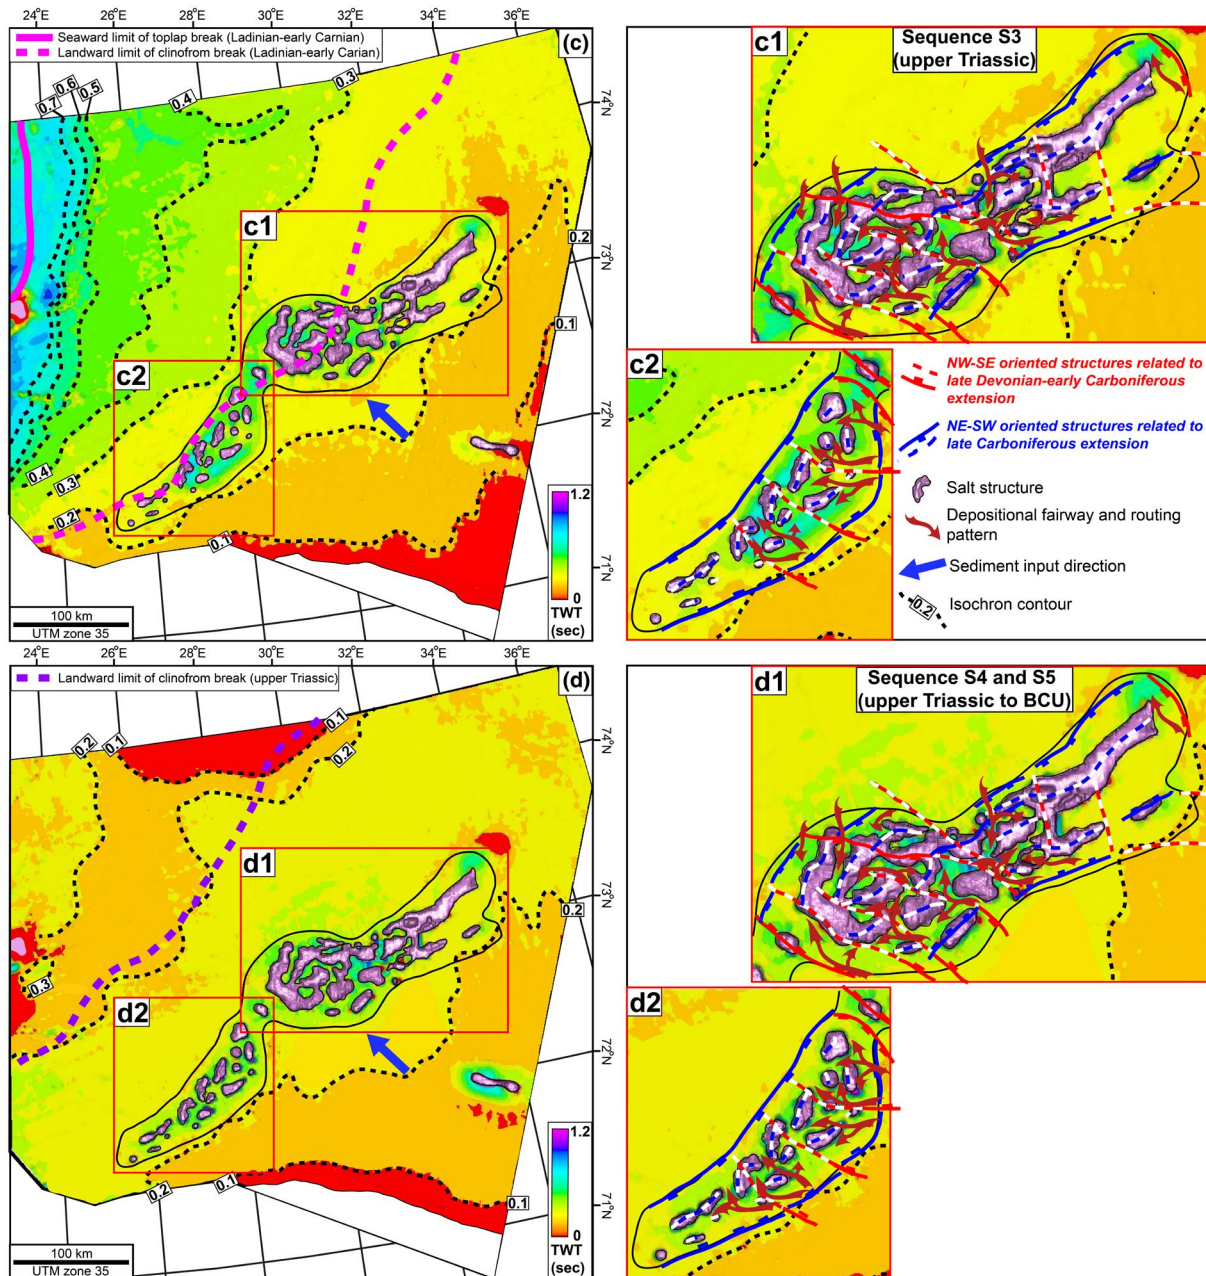 24°E 26°E 28°E 30°E 32°E 34°E 36°E
Seaward limit of toplap break (Ladinian-early Carnian)
Landward limit of clinofrom break (Ladinian-early Carian)
(c)
0.7 0.6 0.5
0.4
0.3
74°N
73°N
72°N
71°N
0.2
0.1
c1
c2
0.4
0.3
0.2
0.1
1.2
0
TWT
(sec)
100 km
UTM zone 35
c1
Sequence S3
(upper Triassic)
c2
NW-SE oriented structures related to
late Devonian-early Carboniferous
extension
NE-SW oriented structures related to
late Carboniferous extension
Salt structure
Depositional fairway and routing
pattern
Sediment input direction
0.2
Isochron contour
24°E 26°E 28°E 30°E 32°E 34°E 36°E
Landward limit of clinofrom break (upper Triassic)
(d)
0.2 0.1
0.1
0.2
74°N
73°N
72°N
71°N
0.2
0.3
d1
d2
0.2
0.1
0.1
1.2
0
TWT
(sec)
100 km
UTM zone 35
d1
Sequence S4 and S5
(upper Triassic to BCU)
d2